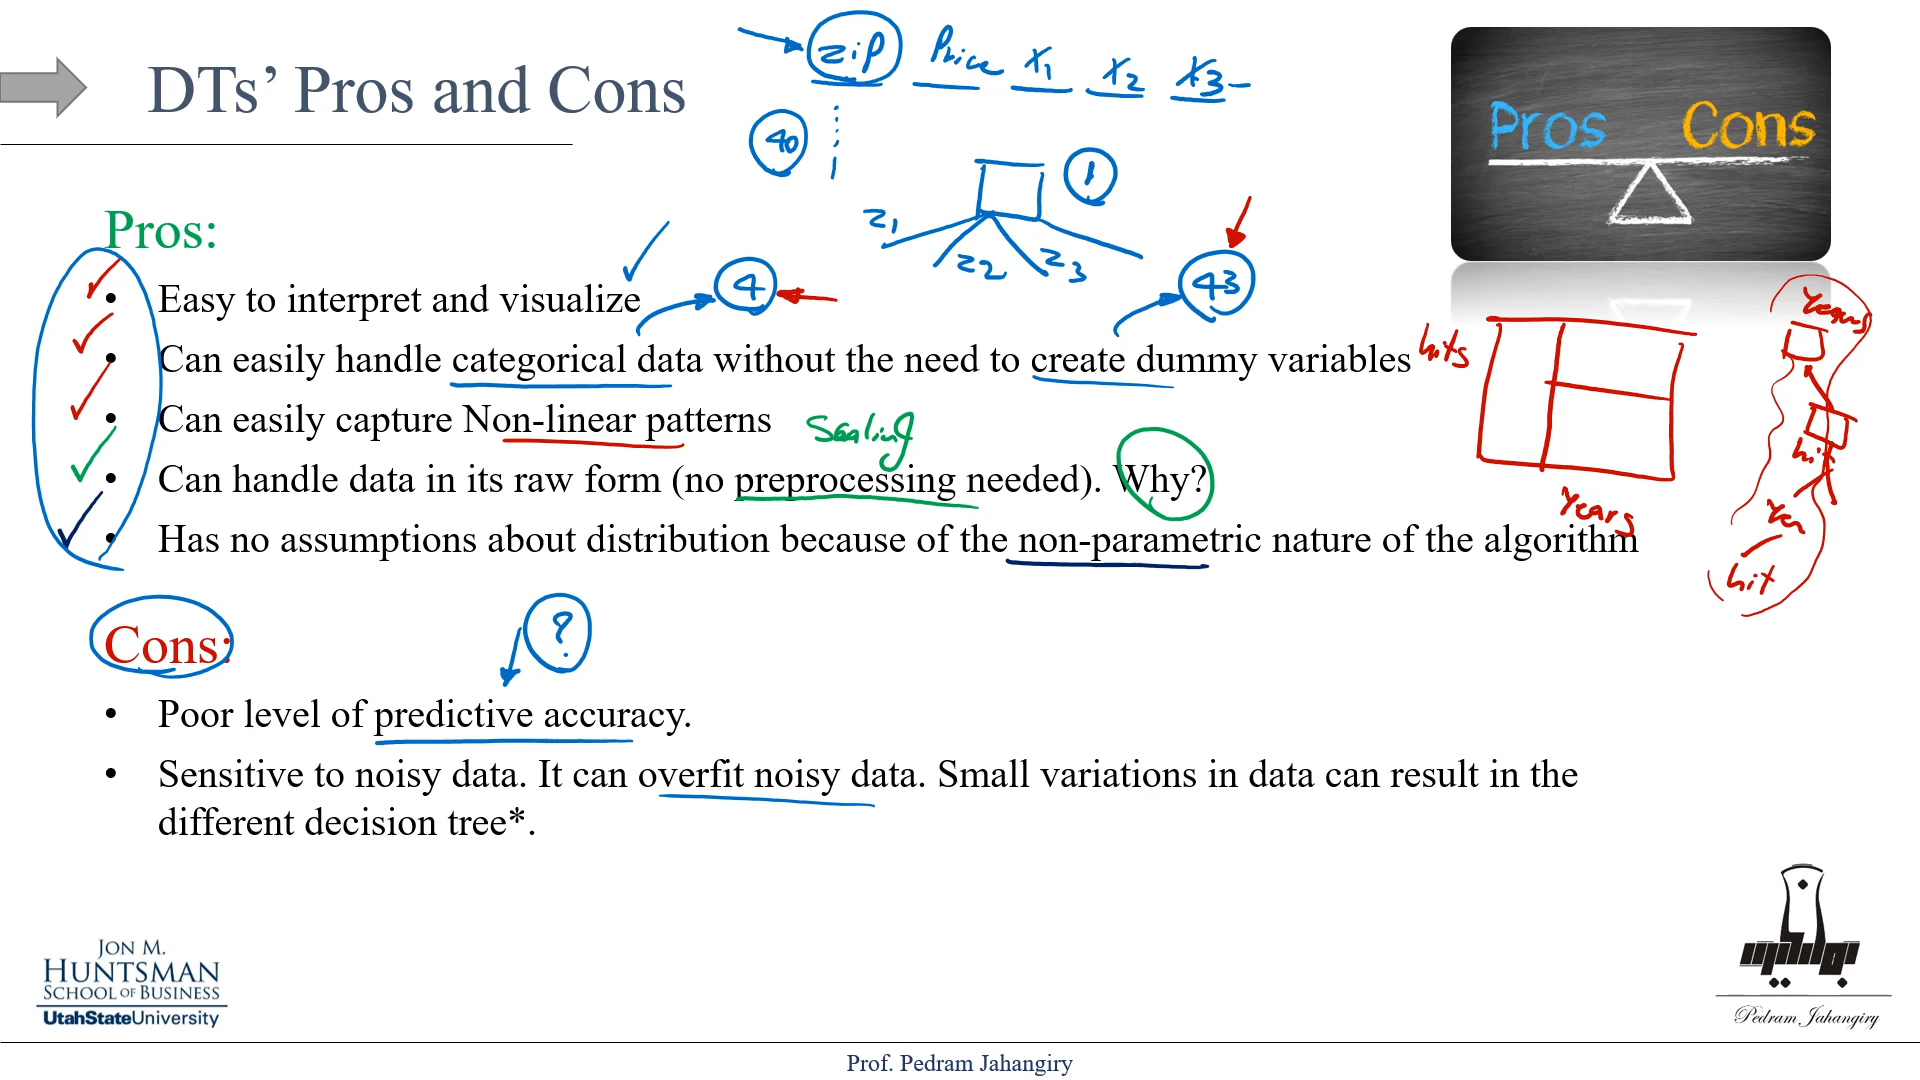 zip Price X1 X2 X3
DTs' Pros and Cons
Pros Cons
40
1
z1 z2 z3
Pros:
4
43
Years
• Easy to interpret and visualize
hits
• Can easily handle categorical data without the need to create dummy variables
• Can easily capture Non-linear patterns
Scaling
hit
• Can handle data in its raw form (no preprocessing needed). Why?
Years
• Has no assumptions about distribution because of the non-parametric nature of the algorithm
hit
?
Cons:
• Poor level of predictive accuracy.
• Sensitive to noisy data. It can overfit noisy data. Small variations in data can result in the
different decision tree*.
JON M.
HUNTSMAN
SCHOOL OF BUSINESS
UtahStateUniversity
Pedram Jahangiry
Prof. Pedram Jahangiry